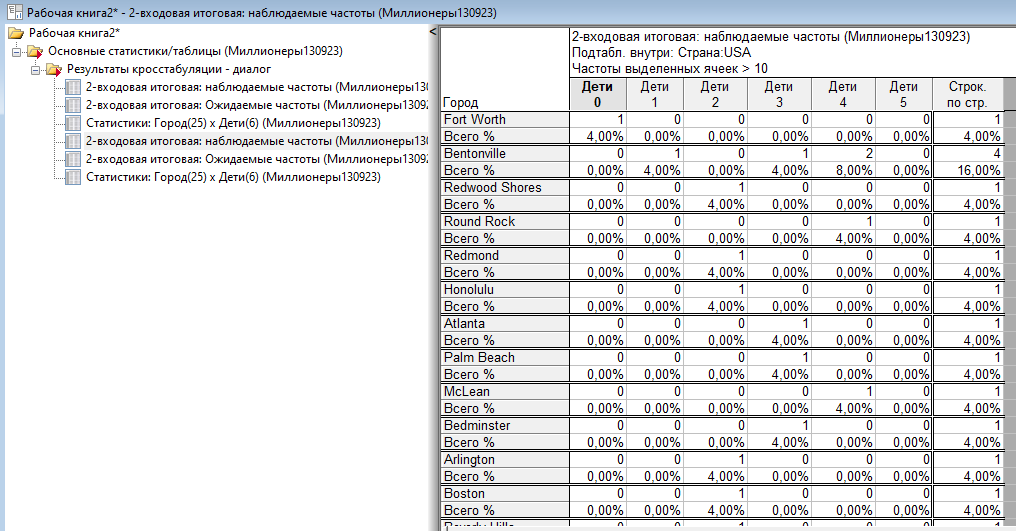 Рабочая книга2* - 2-входовая итоговая: наблюдаемые частоты (Миллионеры130923)
Рабочая книга2*
Основные статистики/таблицы (Миллионеры130923)
Результаты кросстабуляции - диалог
2-входовая итоговая: наблюдаемые частоты (Миллионеры130
2-входовая итоговая: Ожидаемые частоты (Миллионеры13092
Статистики: Город(25) x Дети(6) (Миллионеры130923)
2-входовая итоговая: наблюдаемые частоты (Миллионеры130
2-входовая итоговая: Ожидаемые частоты (Миллионеры13092
Статистики: Город(25) x Дети(6) (Миллионеры130923)
2-входовая итоговая: наблюдаемые частоты (Миллионеры130923)
Подтабл. внутри: Страна:USA
Частоты выделенных ячеек > 10
Город Дети 0 Дети 1 Дети 2 Дети 3 Дети 4 Дети 5 Строк. по стр.
Fort Worth 1 0 0 0 0 0 1
Всего % 4,00% 0,00% 0,00% 0,00% 0,00% 0,00% 4,00%
Bentonville 0 1 0 1 2 0 4
Всего % 0,00% 4,00% 0,00% 4,00% 8,00% 0,00% 16,00%
Redwood Shores 0 0 1 0 0 0 1
Всего % 0,00% 0,00% 4,00% 0,00% 0,00% 0,00% 4,00%
Round Rock 0 0 0 0 1 0 1
Всего % 0,00% 0,00% 0,00% 0,00% 4,00% 0,00% 4,00%
Redmond 0 0 1 0 0 0 1
Всего % 0,00% 0,00% 4,00% 0,00% 0,00% 0,00% 4,00%
Honolulu 0 0 1 0 0 0 1
Всего % 0,00% 0,00% 4,00% 0,00% 0,00% 0,00% 4,00%
Atlanta 0 0 0 1 0 0 1
Всего % 0,00% 0,00% 0,00% 4,00% 0,00% 0,00% 4,00%
Palm Beach 0 0 0 1 0 0 1
Всего % 0,00% 0,00% 0,00% 4,00% 0,00% 0,00% 4,00%
McLean 0 0 0 0 1 0 1
Всего % 0,00% 0,00% 0,00% 0,00% 4,00% 0,00% 4,00%
Bedminster 0 0 0 1 0 0 1
Всего % 0,00% 0,00% 0,00% 4,00% 0,00% 0,00% 4,00%
Arlington 0 0 1 0 0 0 1
Всего % 0,00% 0,00% 4,00% 0,00% 0,00% 0,00% 4,00%
Boston 0 0 1 0 0 0 1
Всего % 0,00% 0,00% 4,00% 0,00% 0,00% 0,00% 4,00%